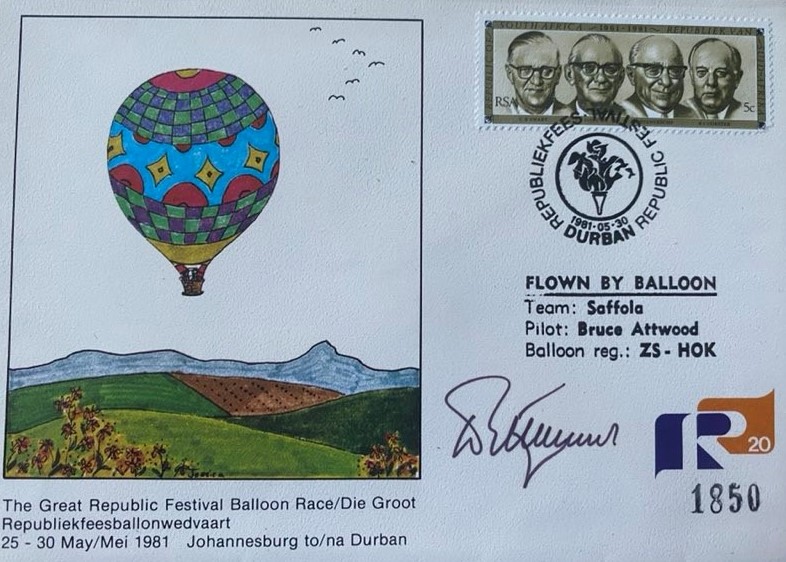 SOUTH AFRICA 1961-1981 REPUBLIEK VAN
RSA 5c
REPUBLIEKFEES · REPUBLIC FESTIVAL
1981·05·30
DURBAN
FLOWN BY BALLOON
Team: Saffola
Pilot: Bruce Attwood
Balloon reg.: ZS - HOK
R 20
1850
The Great Republic Festival Balloon Race/Die Groot
Republiekfeesballonwedvaart
25 - 30 May/Mei 1981 Johannesburg to/na Durban